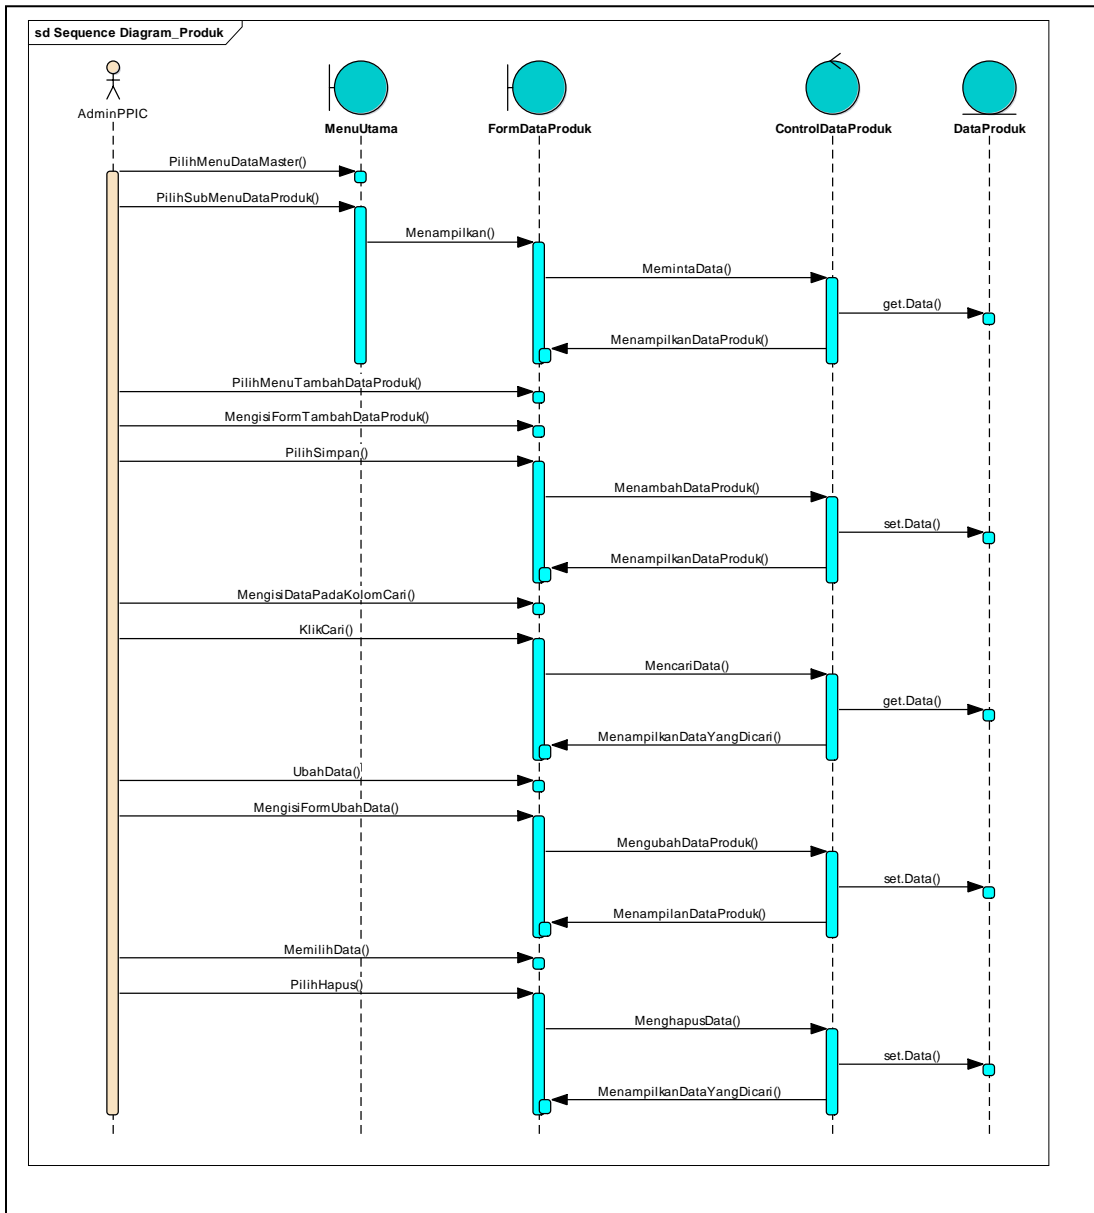 sd Sequence Diagram_Produk
AdminPPIC
MenuUtama
FormDataProduk
ControlDataProduk
DataProduk
PilihMenuDataMaster()
PilihSubMenuDataProduk()
Menampilkan()
MemintaData()
get.Data()
MenampilkanDataProduk()
PilihMenuTambahDataProduk()
MengisiFormTambahDataProduk()
PilihSimpan()
MenambahDataProduk()
set.Data()
MenampilkanDataProduk()
MengisiDataPadaKolomCari()
KlikCari()
MencariData()
get.Data()
MenampilkanDataYangDicari()
UbahData()
MengisiFormUbahData()
MengubahDataProduk()
set.Data()
MenampilanDataProduk()
MemilihData()
PilihHapus()
MenghapusData()
set.Data()
MenampilkanDataYangDicari()